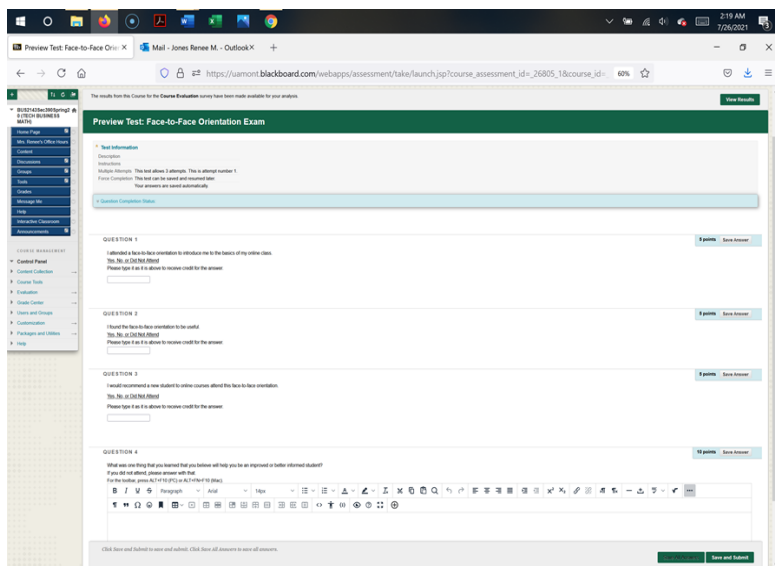 2:19 AM
7/26/2021
Preview Test: Face-to-Face Orien ×
Mail - Jones Renee M. - Outlook ×
https://uamont.blackboard.com/webapps/assessment/take/launch.jsp?course_assessment_id=_26805_1&course_id=_
60%
The results from this Course for the Course Evaluation survey have been made available for your analysis.
View Results
(TECH BUSINESS
MATH)
Home Page
Mrs. Renee's Office Hours
Content
Discussions
Groups
Tools
Grades
Message Me
Help
Interactive Classroom
Announcements
COURSE MANAGEMENT
Control Panel
Content Collection
Course Tools
Evaluation
Grade Center
Users and Groups
Customization
Packages and Utilities
Help
Preview Test: Face-to-Face Orientation Exam
Test Information
Description
Instructions
Multiple Attempts This test allows 3 attempts. This is attempt number 1.
Force Completion This test can be saved and resumed later.
Your answers are saved automatically.
Question Completion Status:
QUESTION 1
5 points
Save Answer
I attended a face-to-face orientation to introduce me to the basics of my online class.
Yes, No, or Did Not Attend
Please type it as it is above to receive credit for the answer.
QUESTION 2
5 points
Save Answer
I found the face-to-face orientation to be useful.
Yes, No, or Did Not Attend
Please type it as it is above to receive credit for the answer.
QUESTION 3
5 points
Save Answer
I would recommend a new student to online courses attend this face-to-face orientation.
Yes, No, or Did Not Attend
Please type it as it is above to receive credit for the answer.
QUESTION 4
10 points
Save Answer
What was one thing that you learned that you believe will help you be an improved or better informed student?
If you did not attend, please answer with that.
For the toolbar, press ALT+F10 (PC) or ALT+FN+F10 (Mac).
B I U S Paragraph Arial 14px
Click Save and Submit to save and submit. Click Save All Answers to save all answers.
Save and Submit